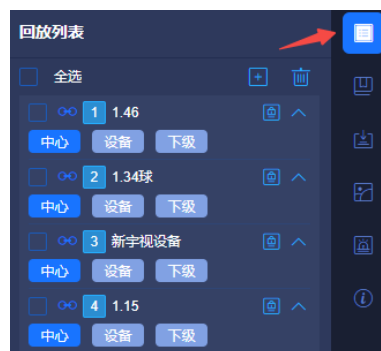 回放列表
全选
1 1.46
中心 设备 下级
2 1.34球
中心 设备 下级
3 新宇视设备
中心 设备 下级
4 1.15
中心 设备 下级